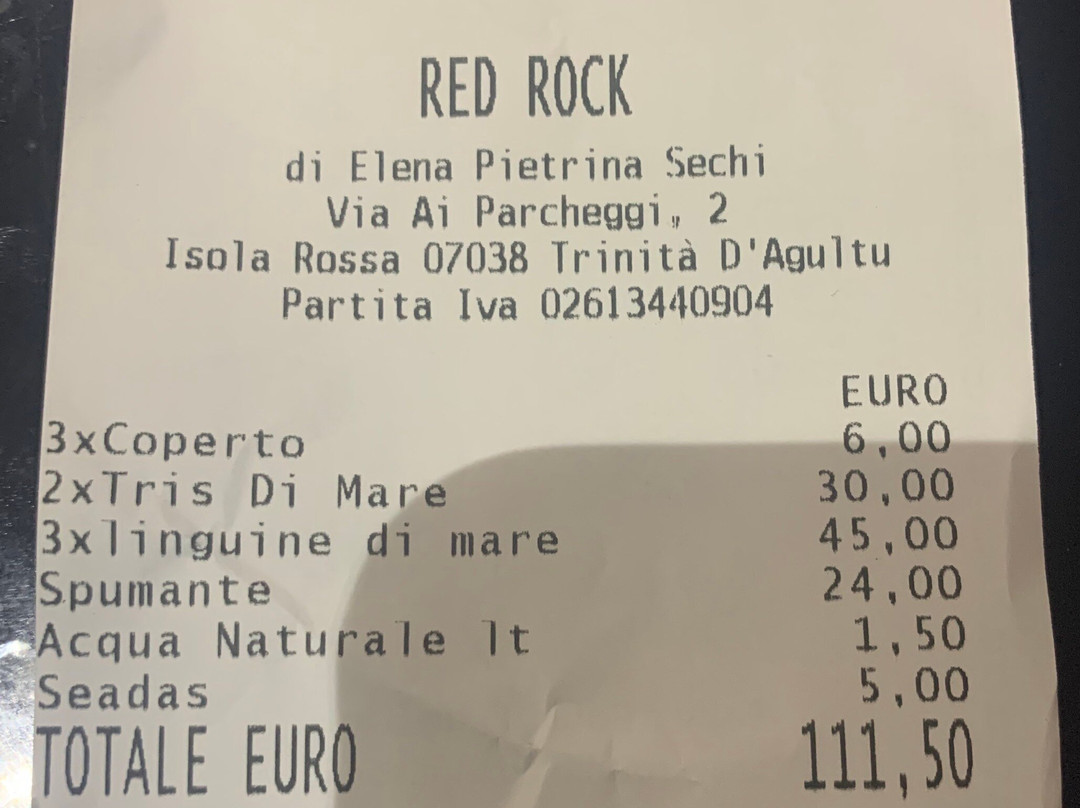 RED ROCK
di Elena Pietrina Sechi
Via Ai Parcheggi, 2
Isola Rossa 07038 Trinità D'Agultu
Partita Iva 02613440904
EURO
3xCoperto 6,00
2xTris Di Mare 30,00
3xlinguine di mare 45,00
Spumante 24,00
Acqua Naturale lt 1,50
Seadas 5,00
TOTALE EURO 111,50